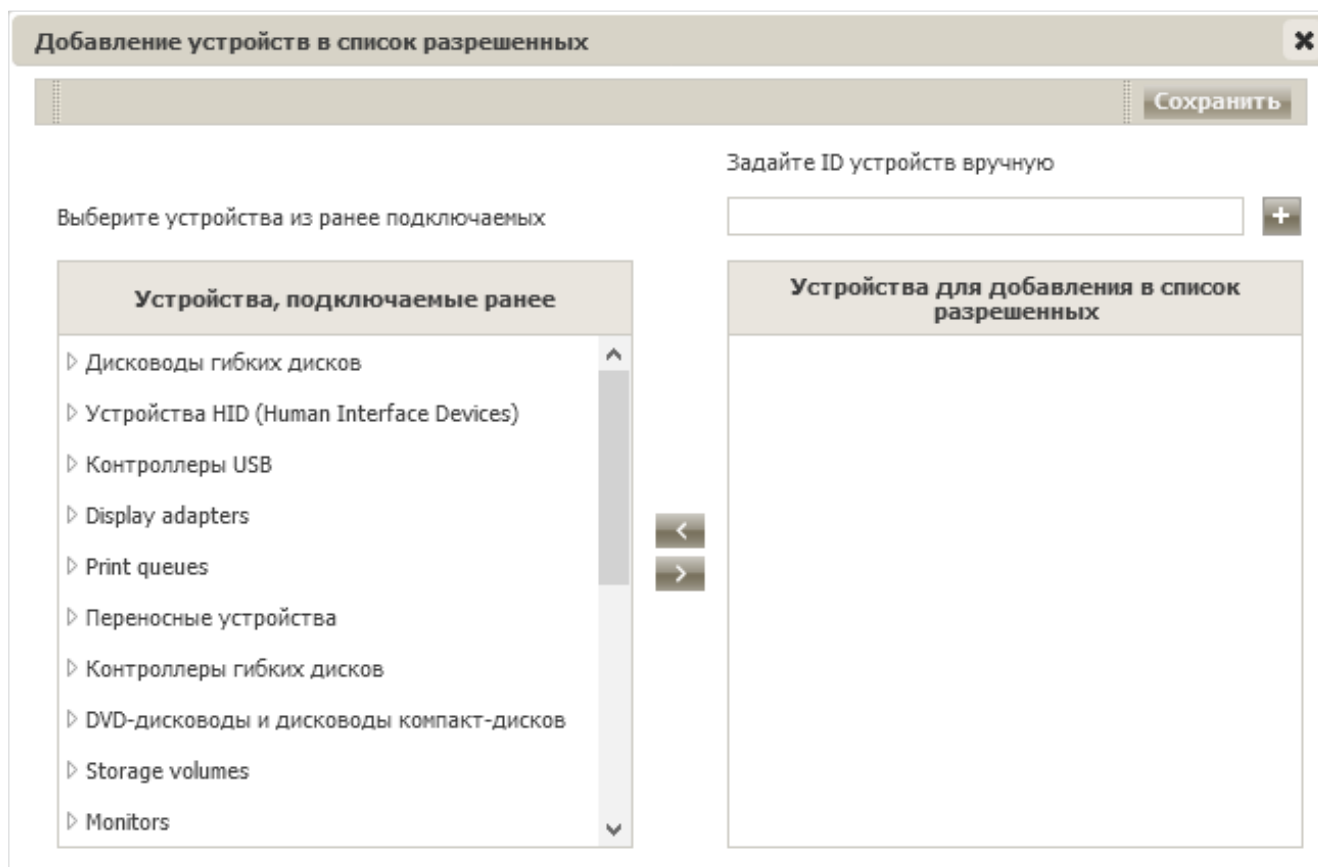 Добавление устройств в список разрешенных
Сохранить
Задайте ID устройств вручную
Выберите устройства из ранее подключаемых
Устройства, подключаемые ранее
Дисководы гибких дисков
Устройства HID (Human Interface Devices)
Контроллеры USB
Display adapters
Print queues
Переносные устройства
Контроллеры гибких дисков
DVD-дисководы и дисководы компакт-дисков
Storage volumes
Monitors
Устройства для добавления в список
разрешенных